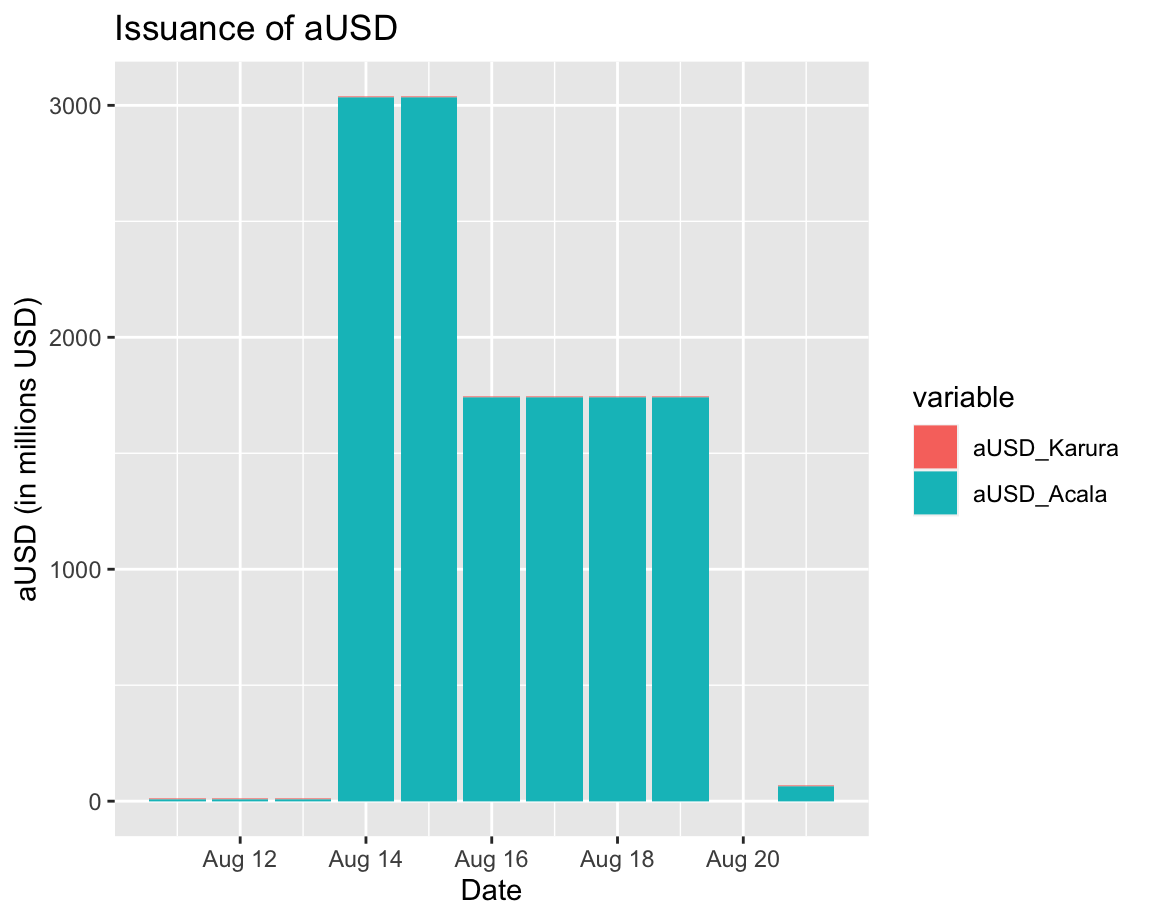 Issuance of aUSD
aUSD (in millions USD)
3000
2000
1000
0
Aug 12
Aug 14
Aug 16
Aug 18
Aug 20
Date
variable
aUSD_Karura
aUSD_Acala